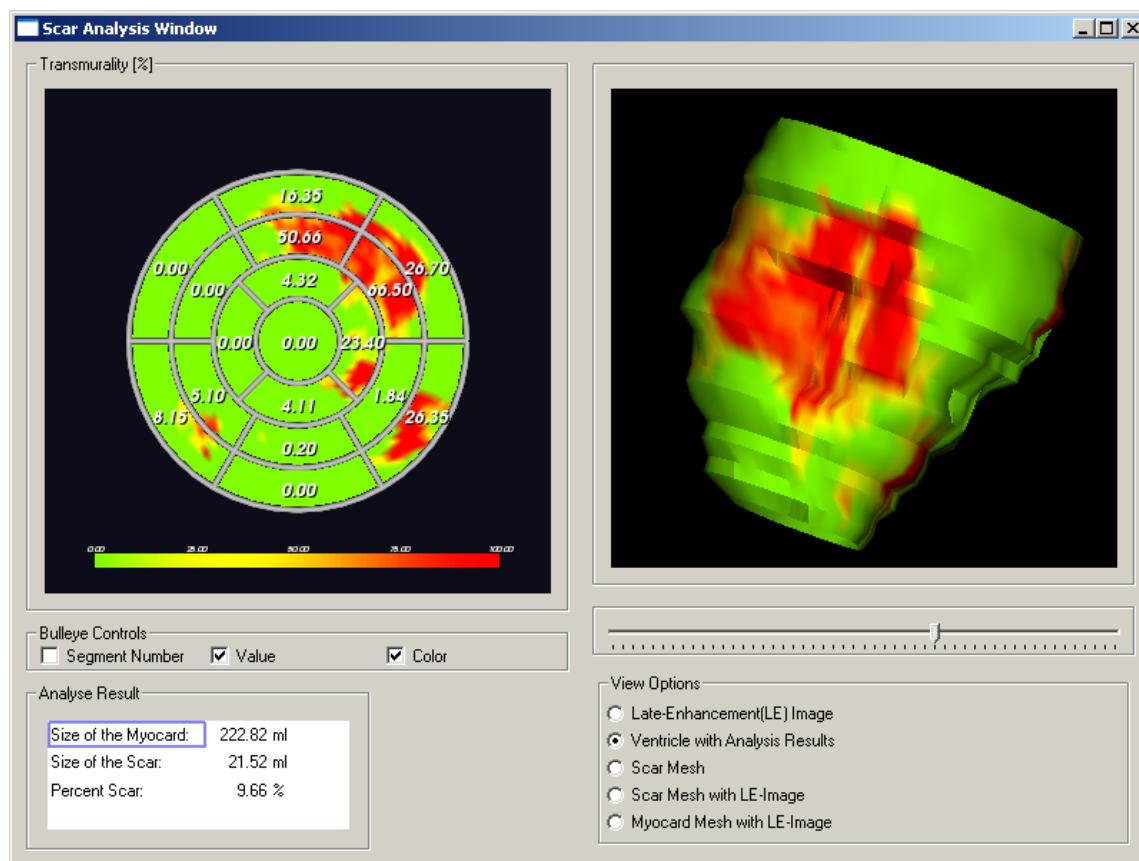 Scar Analysis Window
Transmurality [%]
16.35
50.66
0.00
26.70
0.00
4.32
66.50
0.00
0.00
23.40
5.10
1.84
8.15
4.11
26.35
0.20
0.00
0.00 25.00 50.00 75.00 100.00
Bulleye Controls
Segment Number Value Color
Analyse Result
Size of the Myocard: 222.82 ml
Size of the Scar: 21.52 ml
Percent Scar: 9.66 %
View Options
Late-Enhancement(LE) Image
Ventricle with Analysis Results
Scar Mesh
Scar Mesh with LE-Image
Myocard Mesh with LE-Image